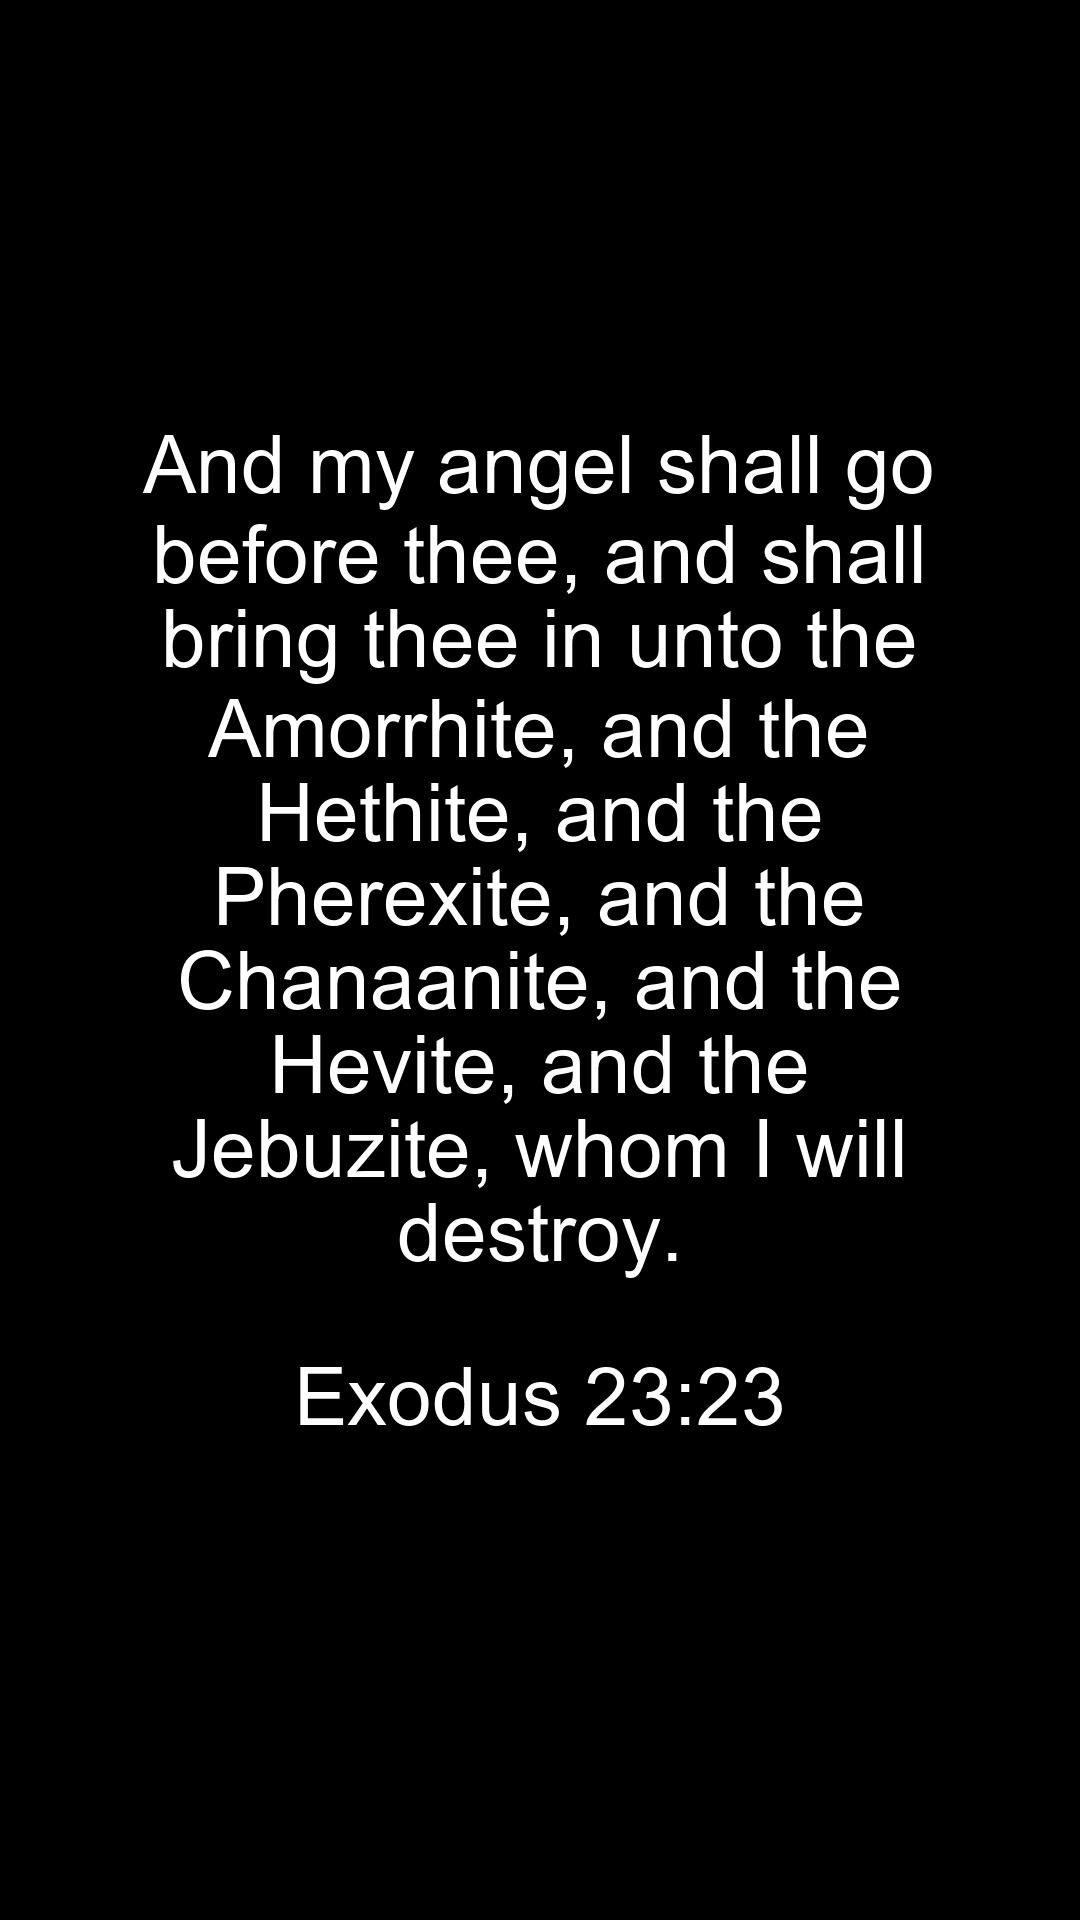 And my angel shall go
before thee, and shall
bring thee in unto the
Amorrhite, and the
Hethite, and the
Pherexite, and the
Chanaanite, and the
Hevite, and the
Jebuzite, whom I will
destroy.
Exodus 23:23